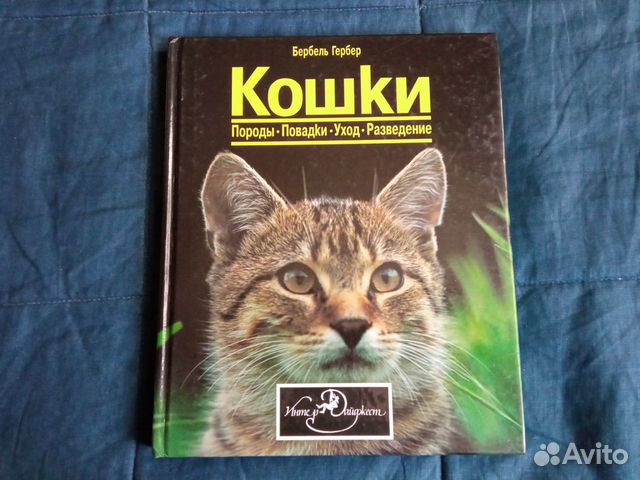 Бербель Гербер
Кошки
Породы · Повадки · Уход · Разведение
Интер Дайджест
Avito